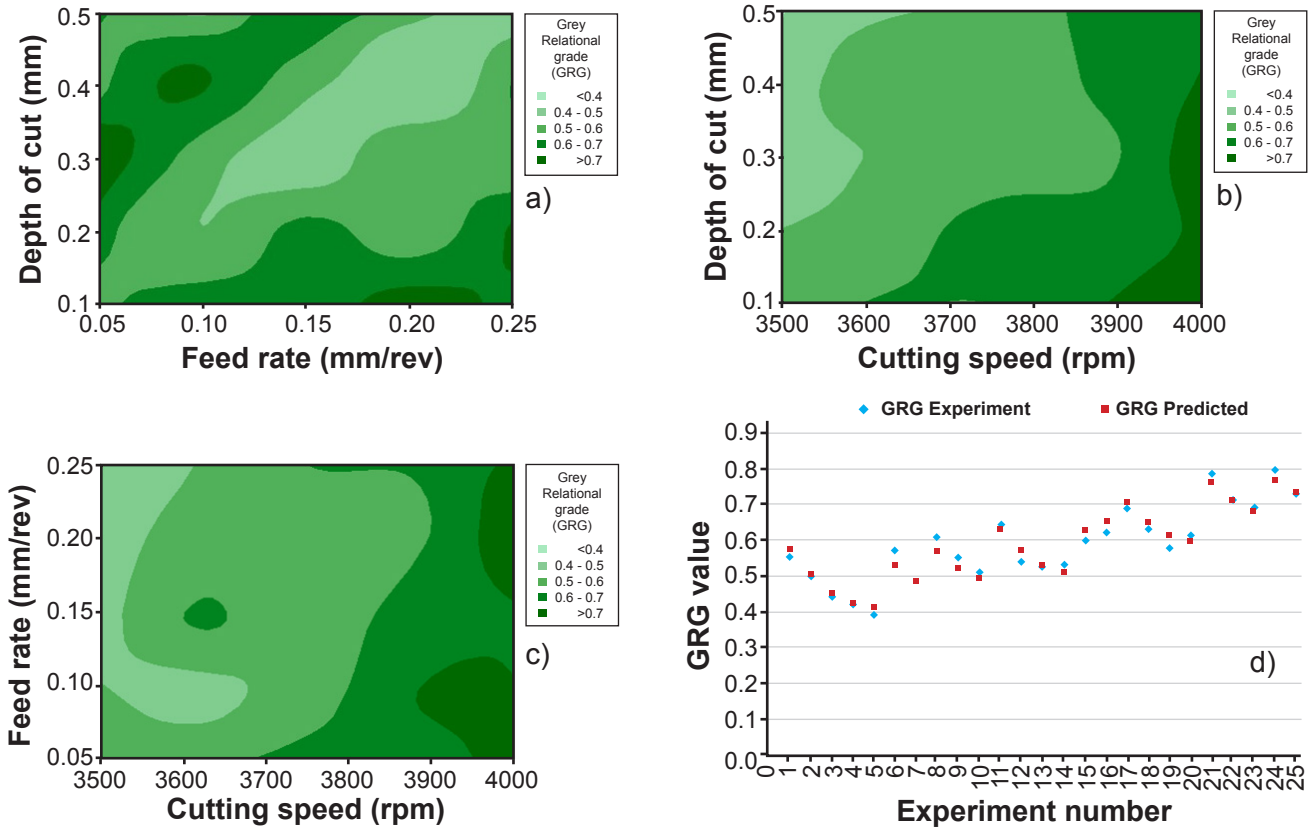 0.5
0.4
0.3
0.2
0.1
Depth of cut (mm)
0.05
0.10
0.15
0.20
0.25
Feed rate (mm/rev)
Grey
Relational
grade
(GRG)
<0.4
0.4 - 0.5
0.5 - 0.6
0.6 - 0.7
>0.7
a)
0.5
0.4
0.3
0.2
0.1
Depth of cut (mm)
3500
3600
3700
3800
3900
4000
Cutting speed (rpm)
Grey
Relational
grade
(GRG)
<0.4
0.4 - 0.5
0.5 - 0.6
0.6 - 0.7
>0.7
b)
0.25
0.20
0.15
0.10
0.05
Feed rate (mm/rev)
3500
3600
3700
3800
3900
4000
Cutting speed (rpm)
Grey
Relational
grade
(GRG)
<0.4
0.4 - 0.5
0.5 - 0.6
0.6 - 0.7
>0.7
c)
GRG Experiment
GRG Predicted
0.9
0.8
0.7
0.6
0.5
0.4
0.3
0.2
0.1
0.0
GRG value
0
1
2
3
4
5
6
7
8
9
10
11
12
13
14
15
16
17
18
19
20
21
22
23
24
25
Experiment number
d)